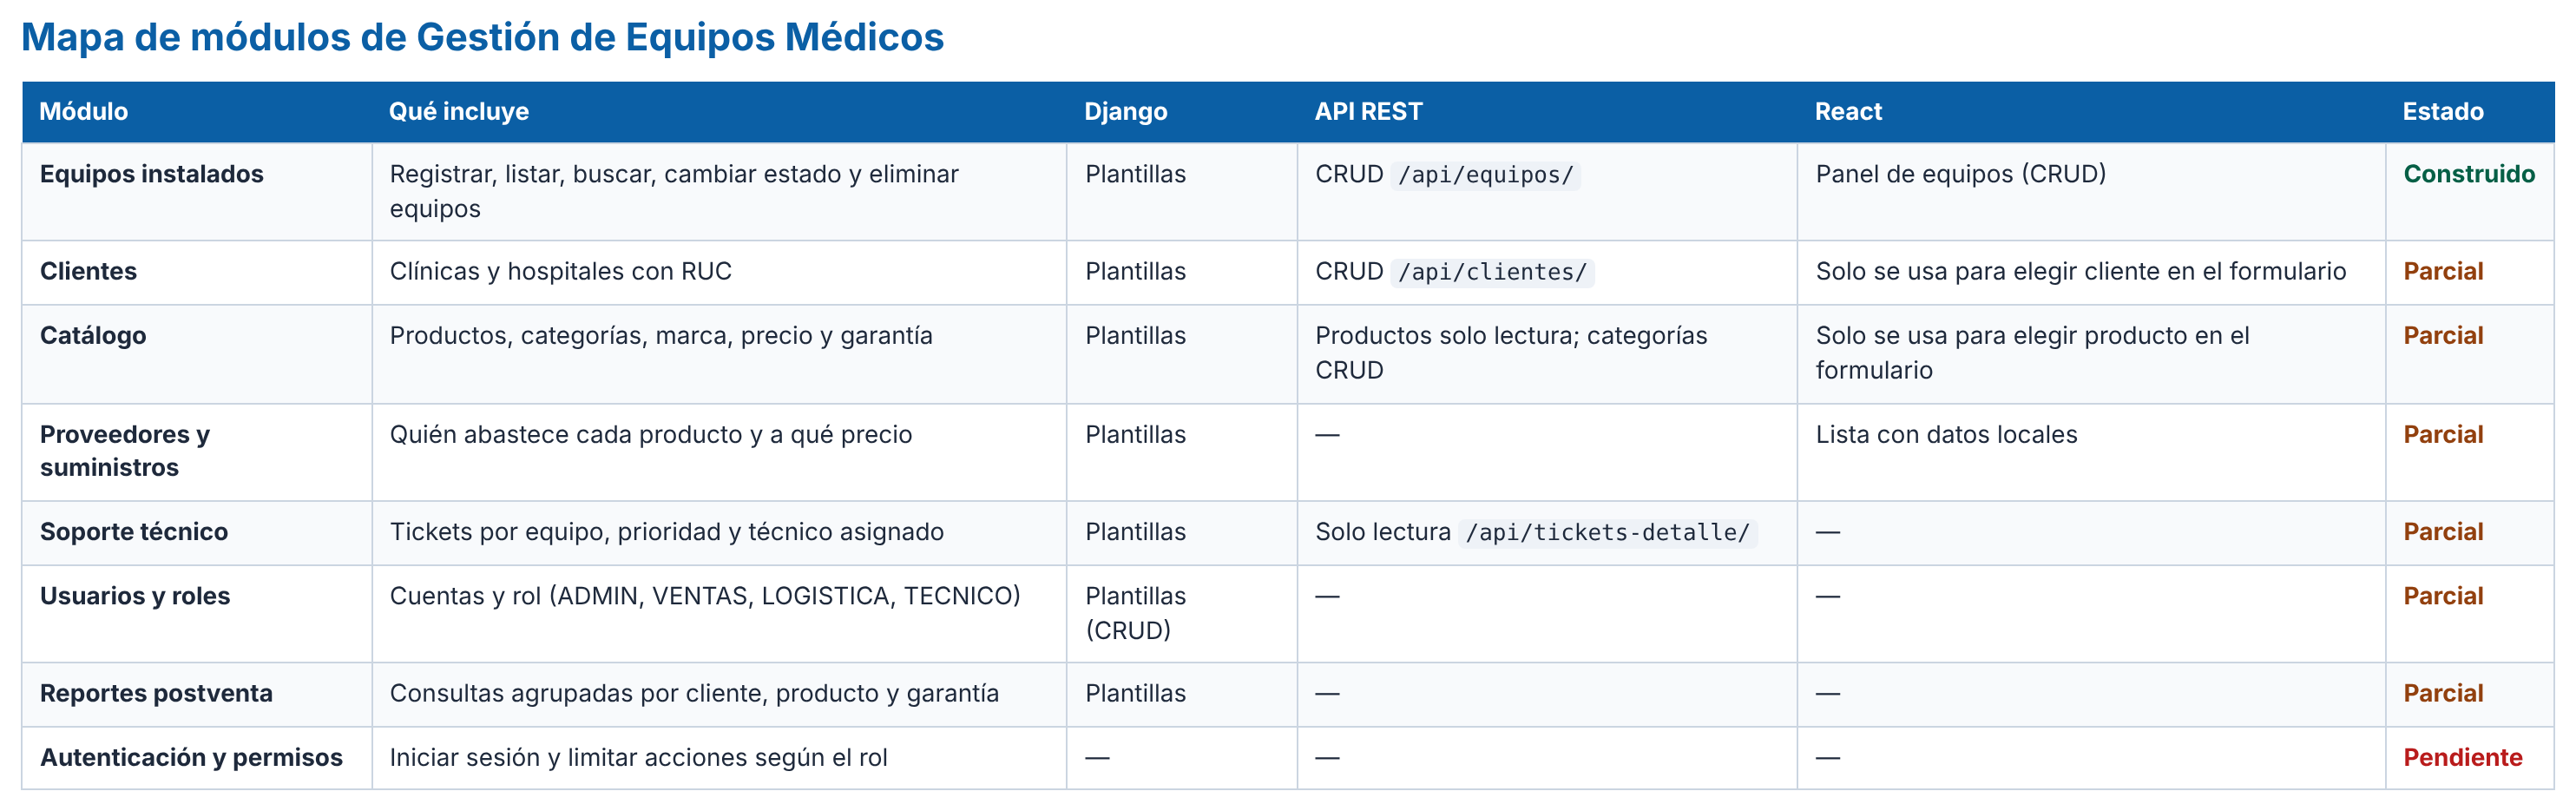 Mapa de módulos de Gestión de Equipos Médicos
Módulo Qué incluye Django API REST React Estado
Equipos instalados Registrar, listar, buscar, cambiar estado y eliminar equipos Plantillas CRUD /api/equipos/ Panel de equipos (CRUD) Construido
Clientes Clínicas y hospitales con RUC Plantillas CRUD /api/clientes/ Solo se usa para elegir cliente en el formulario Parcial
Catálogo Productos, categorías, marca, precio y garantía Plantillas Productos solo lectura; categorías CRUD Solo se usa para elegir producto en el formulario Parcial
Proveedores y suministros Quién abastece cada producto y a qué precio Plantillas — Lista con datos locales Parcial
Soporte técnico Tickets por equipo, prioridad y técnico asignado Plantillas Solo lectura /api/tickets-detalle/ — Parcial
Usuarios y roles Cuentas y rol (ADMIN, VENTAS, LOGISTICA, TECNICO) Plantillas (CRUD) — — Parcial
Reportes postventa Consultas agrupadas por cliente, producto y garantía Plantillas — — Parcial
Autenticación y permisos Iniciar sesión y limitar acciones según el rol — — — Pendiente